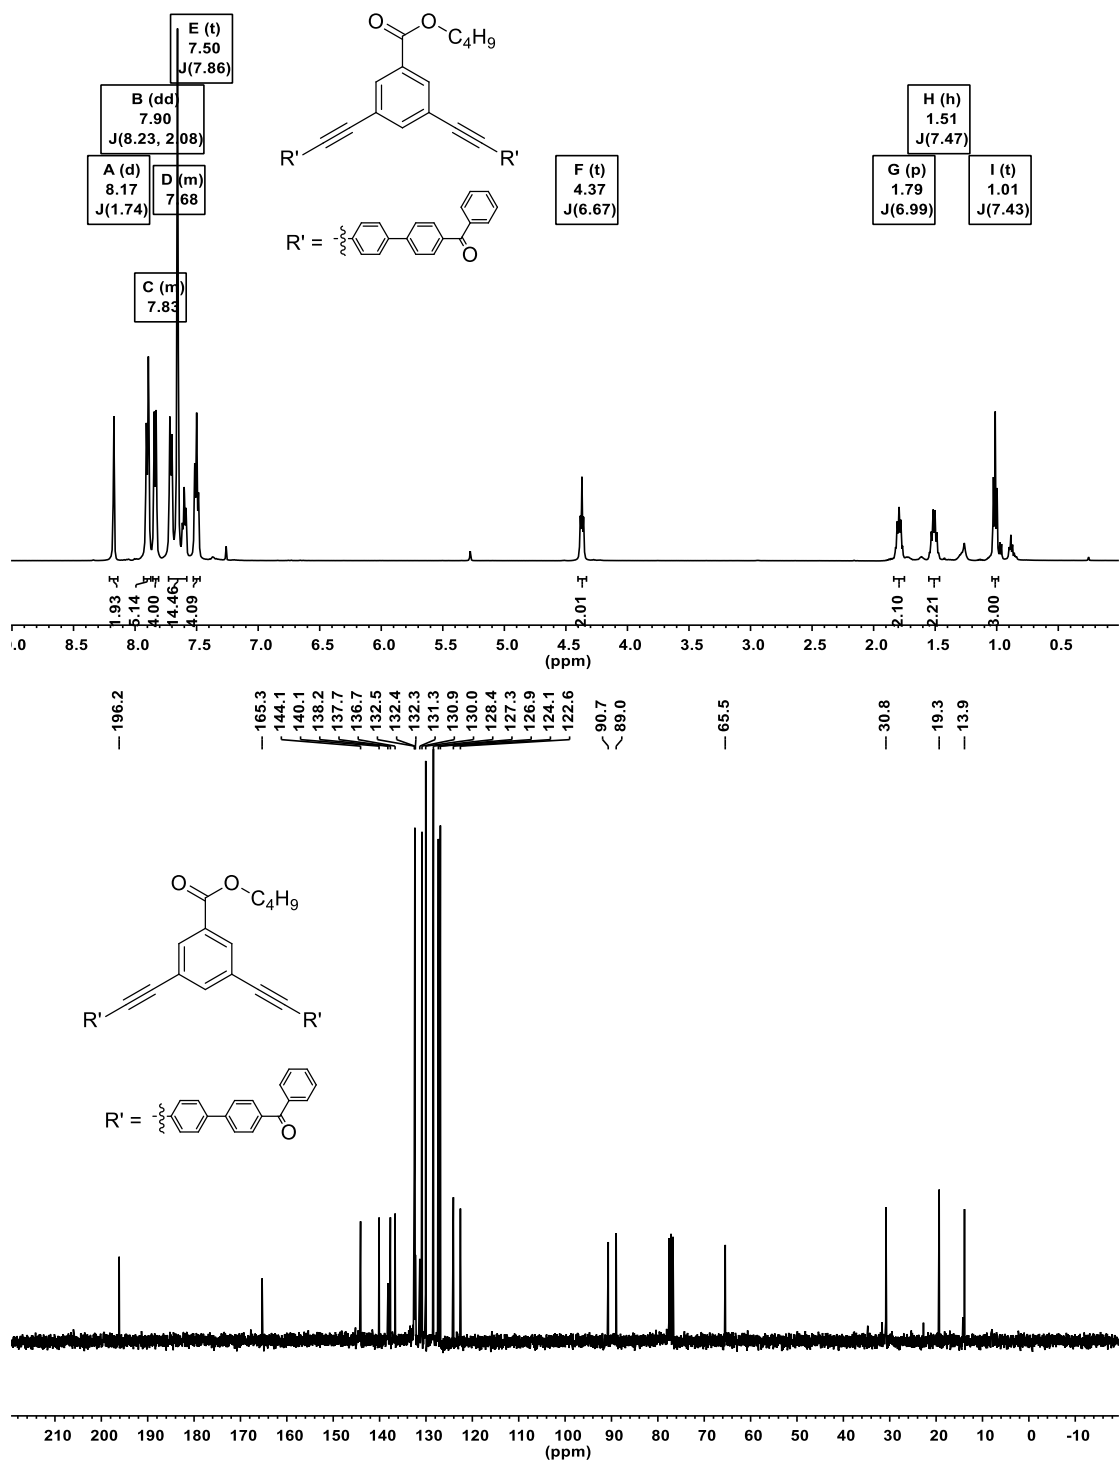 E (t)
7.50
J(7.86)
B (dd)
7.90
J(8.23, 2.08)
A (d)
8.17
J(1.74)
D (m)
7.68
C (m)
7.83
O
O
C4H9
R'
R'
R' =
O
F (t)
4.37
J(6.67)
H (h)
1.51
J(7.47)
G (p)
1.79
J(6.99)
I (t)
1.01
J(7.43)
1.93
5.14
4.00
14.46
4.09
2.01
2.10
2.21
3.00
.0 8.5 8.0 7.5 7.0 6.5 6.0 5.5 5.0 4.5 4.0 3.5 3.0 2.5 2.0 1.5 1.0 0.5
(ppm)
196.2
165.3
144.1
140.1
138.2
137.7
136.7
132.5
132.4
132.3
131.3
130.9
130.0
128.4
127.3
126.9
124.1
122.6
90.7
89.0
65.5
30.8
19.3
13.9
O
O
C4H9
R'
R'
R' =
O
210 200 190 180 170 160 150 140 130 120 110 100 90 80 70 60 50 40 30 20 10 0 -10
(ppm)